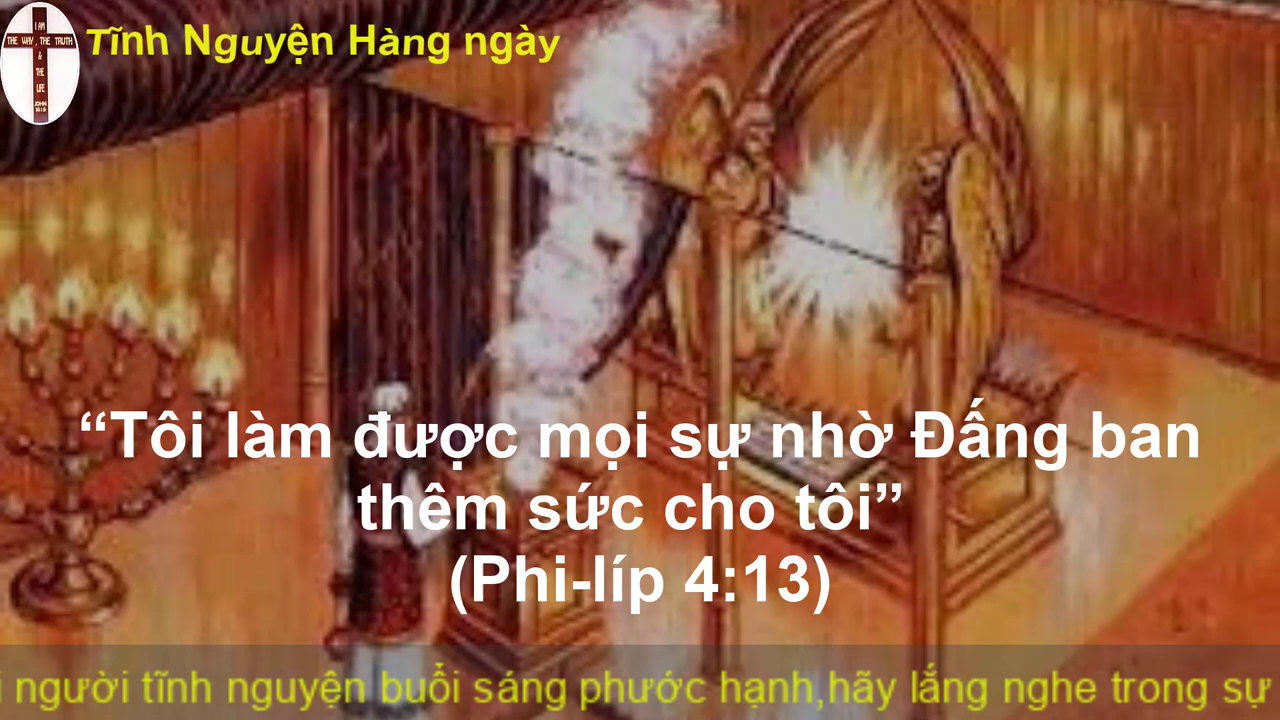 I AM
THE WAY, THE TRUTH
&
THE
LIFE
JOHN
Tĩnh Nguyện Hàng ngày
“Tôi làm được mọi sự nhờ Đấng ban
thêm sức cho tôi”
(Phi-líp 4:13)
i người tĩnh nguyện buổi sáng phước hạnh,hãy lắng nghe trong sự